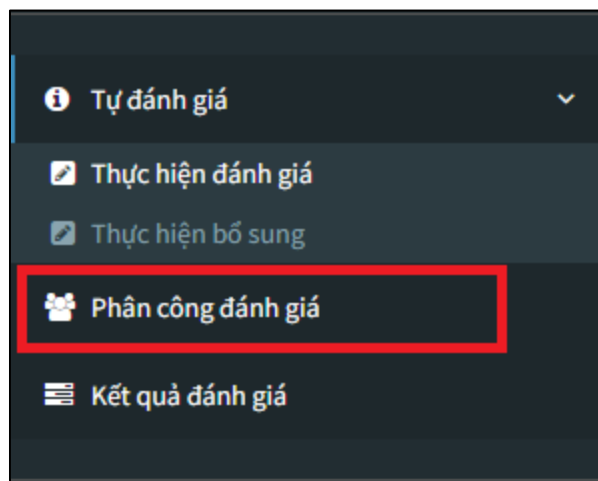 Tự đánh giá
Thực hiện đánh giá
Thực hiện bổ sung
Phân công đánh giá
Kết quả đánh giá